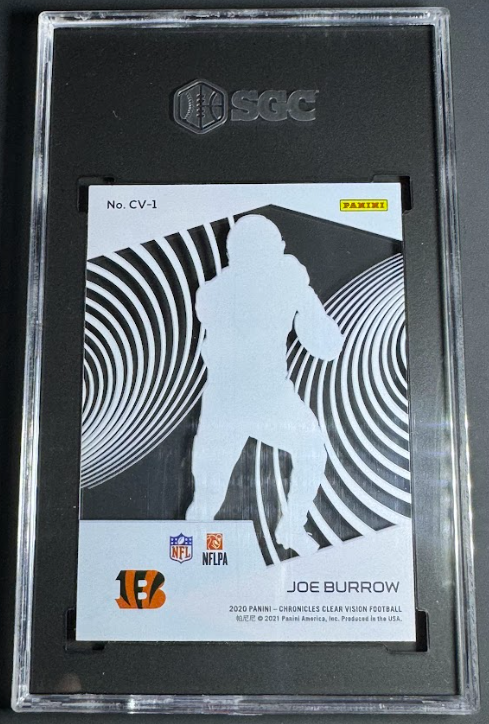 SGC
No. CV-1
PANINI
NFL
NFLPA
B
JOE BURROW
2020 PANINI - CHRONICLES CLEAR VISION FOOTBALL
帕尼尼 © 2021 Panini America, Inc. Produced in the USA.